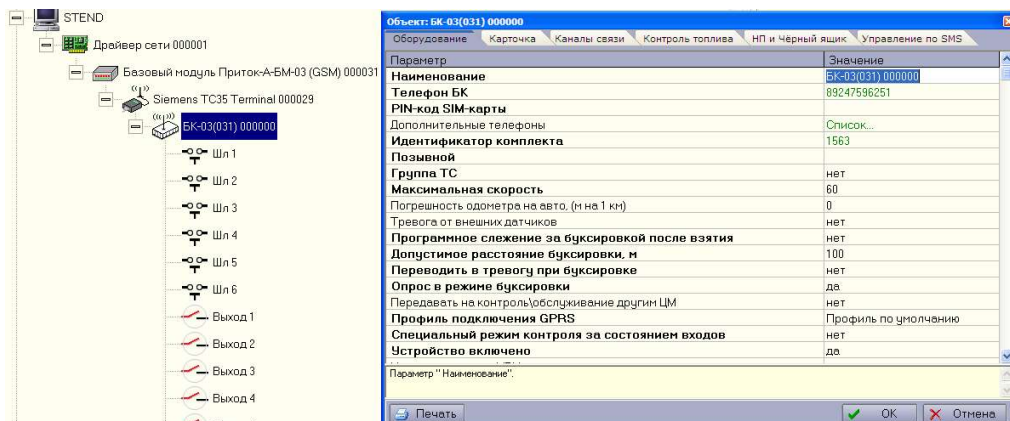 STEND
Драйвер сети 000001
Базовый модуль Приток-А-БМ-03 (GSM) 000031
Siemens TC35 Terminal 000029
БК-03(031) 000000
Шл 1
Шл 2
Шл 3
Шл 4
Шл 5
Шл 6
Выход 1
Выход 2
Выход 3
Выход 4
Объект: БК-03(031) 000000
Оборудование Карточка Каналы связи Контроль топлива НП и Чёрный ящик Управление по SMS
Параметр Значение
Наименование БК-03(031) 000000
Телефон БК 89247596251
PIN-код SIM-карты
Дополнительные телефоны Список...
Идентификатор комплекта 1563
Позывной
Группа ТС нет
Максимальная скорость 60
Погрешность одометра на авто, (м на 1 км) 0
Тревога от внешних датчиков нет
Программное слежение за буксировкой после взятия нет
Допустимое расстояние буксировки, м 100
Переводить в тревогу при буксировке нет
Опрос в режиме буксировки да
Передавать на контроль\обслуживание другим ЦМ нет
Профиль подключения GPRS Профиль по умолчанию
Специальный режим контроля за состоянием входов нет
Устройство включено да
Параметр "Наименование".
Печать OK Отмена